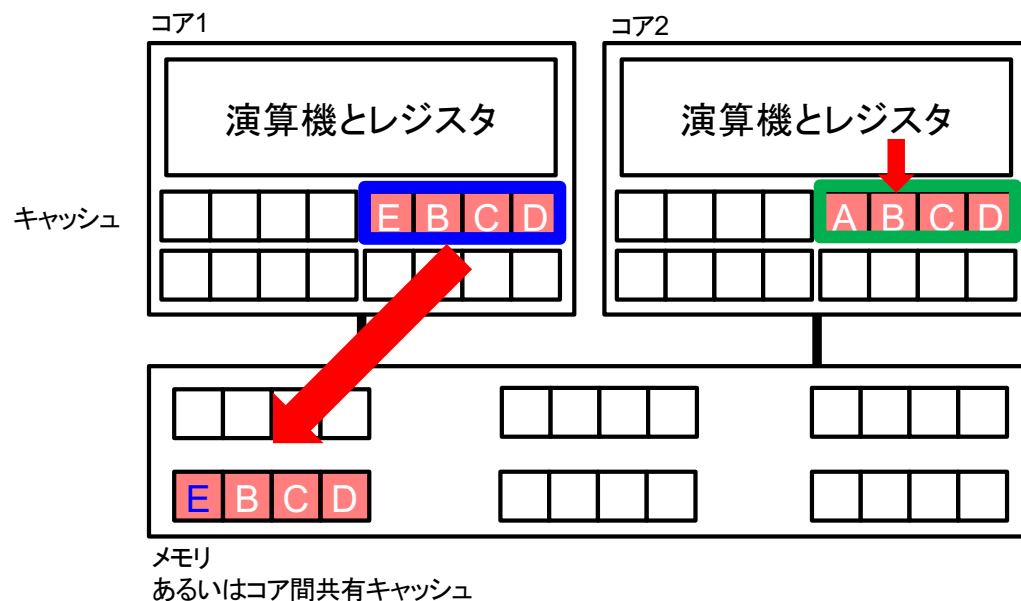 コア1
コア2
演算機とレジスタ
演算機とレジスタ
キャッシュ
E B C D
A B C D
E B C D
メモリ
あるいはコア間共有キャッシュ